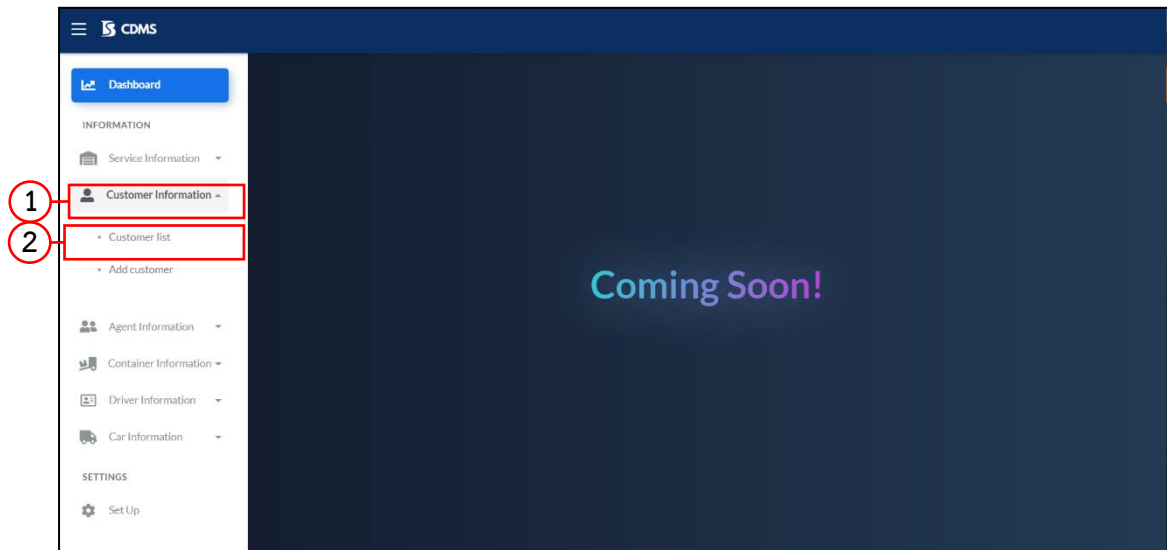 CDMS
Dashboard
INFORMATION
Service Information
1
Customer Information
2
Customer list
Add customer
Coming Soon!
Agent Information
Container Information
Driver Information
Car Information
SETTINGS
Set Up